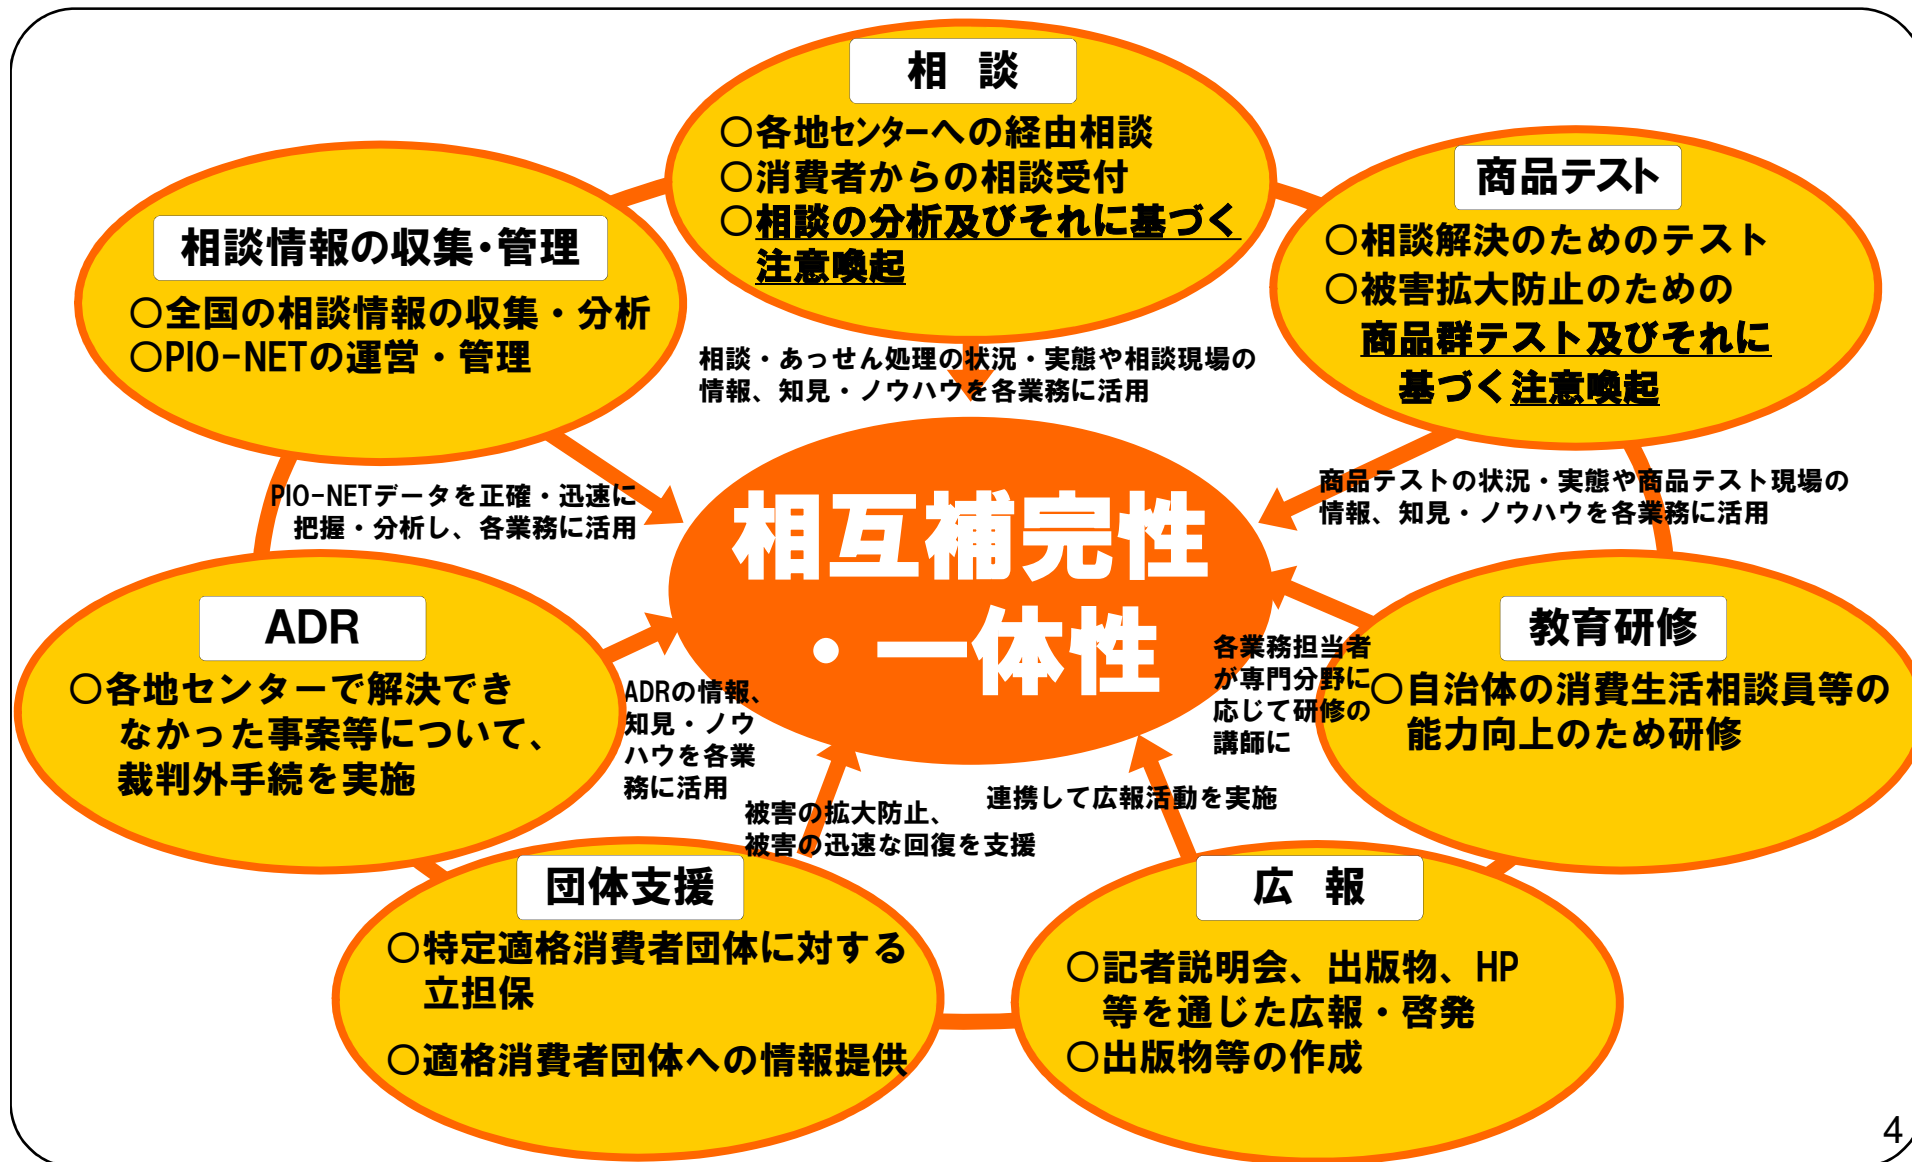 相 談
○各地センターへの経由相談
○消費者からの相談受付
○相談の分析及びそれに基づく
注意喚起
相談・あっせん処理の状況・実態や相談現場の
情報、知見・ノウハウを各業務に活用
商品テスト
○相談解決のためのテスト
○被害拡大防止のための
商品群テスト及びそれに
基づく注意喚起
商品テストの状況・実態や商品テスト現場の
情報、知見・ノウハウを各業務に活用
相談情報の収集・管理
○全国の相談情報の収集・分析
○PIO-NETの運営・管理
PIO-NETデータを正確・迅速に
把握・分析し、各業務に活用
相互補完性
・一体性
ADR
○各地センターで解決でき
なかった事案等について、
裁判外手続を実施
ADRの情報、
知見・ノウ
ハウを各業
務に活用
教育研修
○自治体の消費生活相談員等の
能力向上のため研修
各業務担当者
が専門分野に
応じて研修の
講師に
団体支援
○特定適格消費者団体に対する
立担保
○適格消費者団体への情報提供
被害の拡大防止、
被害の迅速な回復を支援
広 報
○記者説明会、出版物、HP
等を通じた広報・啓発
○出版物等の作成
連携して広報活動を実施
4